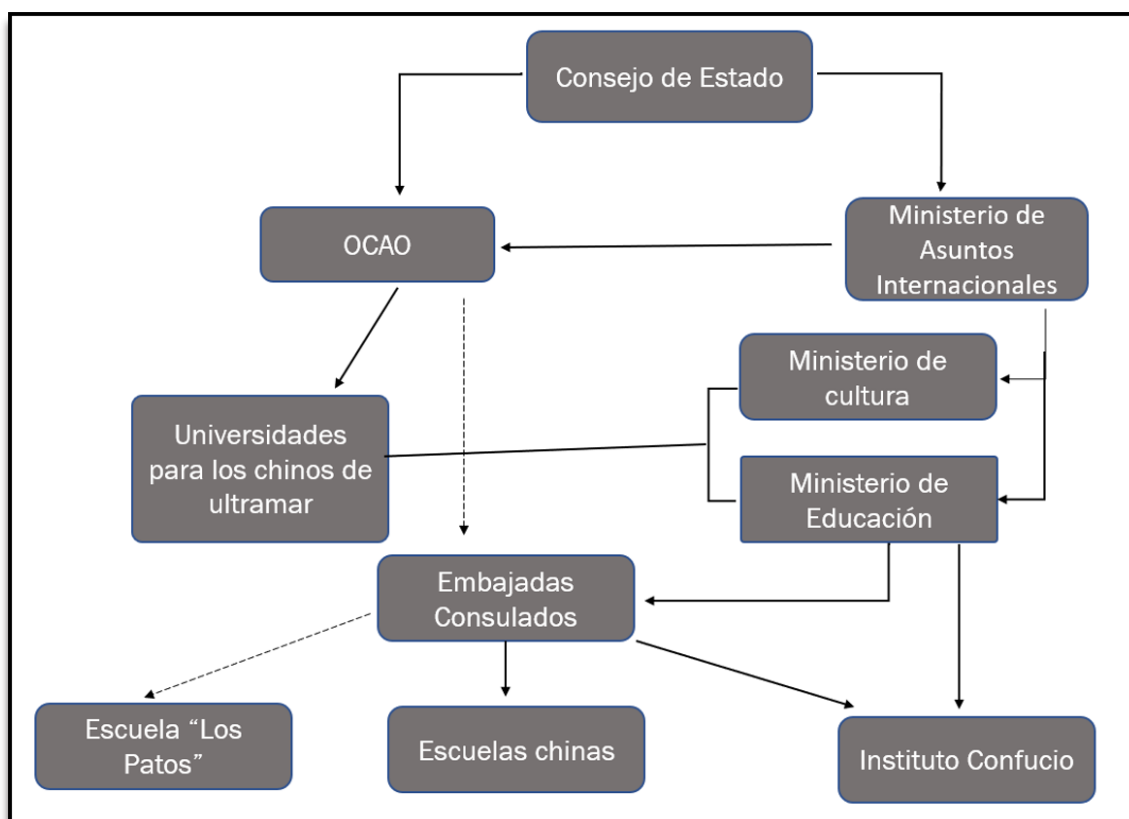 Consejo de Estado
OCAO
Ministerio de
Asuntos
Internacionales
Ministerio de
cultura
Universidades
para los chinos de
ultramar
Ministerio de
Educación
Embajadas
Consulados
Escuela “Los
Patos”
Escuelas chinas
Instituto Confucio